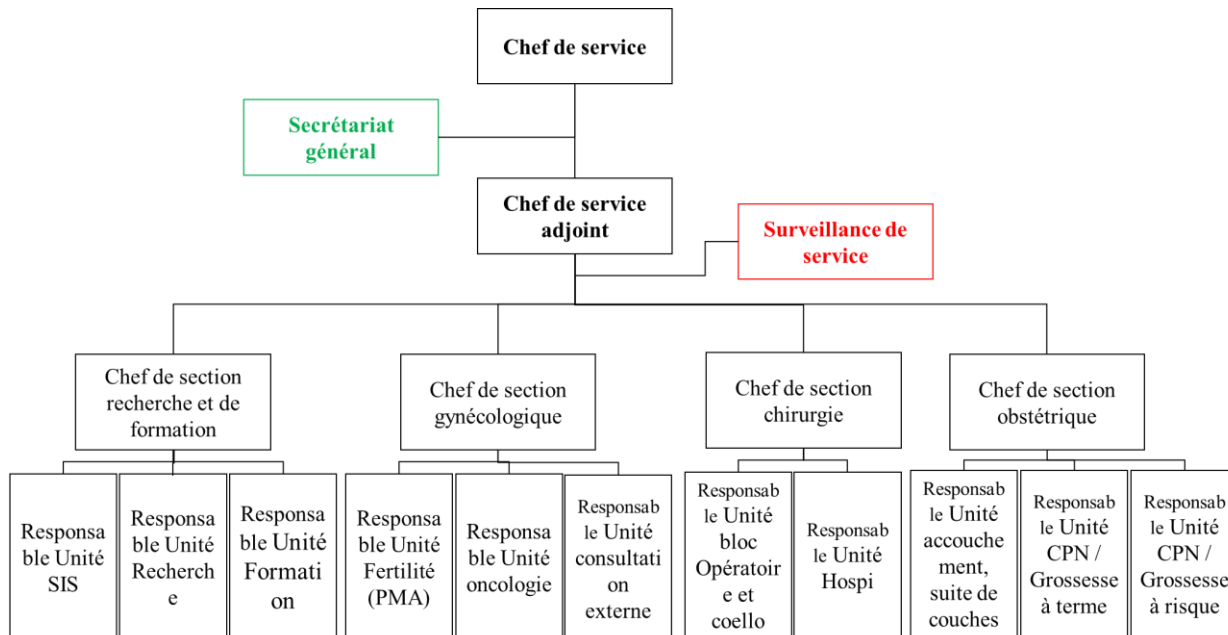 Chef de service
Secrétariat
général
Chef de service
adjoint
Surveillance de
service
Chef de section
recherche et de
formation
Chef de section
gynécologique
Chef de section
chirurgie
Chef de section
obstétrique
Responsa
ble Unité
SIS
Responsa
ble Unité
Recherch
e
Responsa
ble Unité
Formati
on
Responsa
ble Unité
Fertilité
(PMA)
Responsa
ble Unité
oncologie
Responsab
le Unité
consultati
on
externe
Responsab
le Unité
bloc
Opératoir
e et
coello
Responsab
le Unité
Hospi
Responsab
le Unité
accouche
ment,
suite de
couches
Responsab
le Unité
CPN /
Grossesse
à terme
Responsab
le Unité
CPN /
Grossesse
à risque